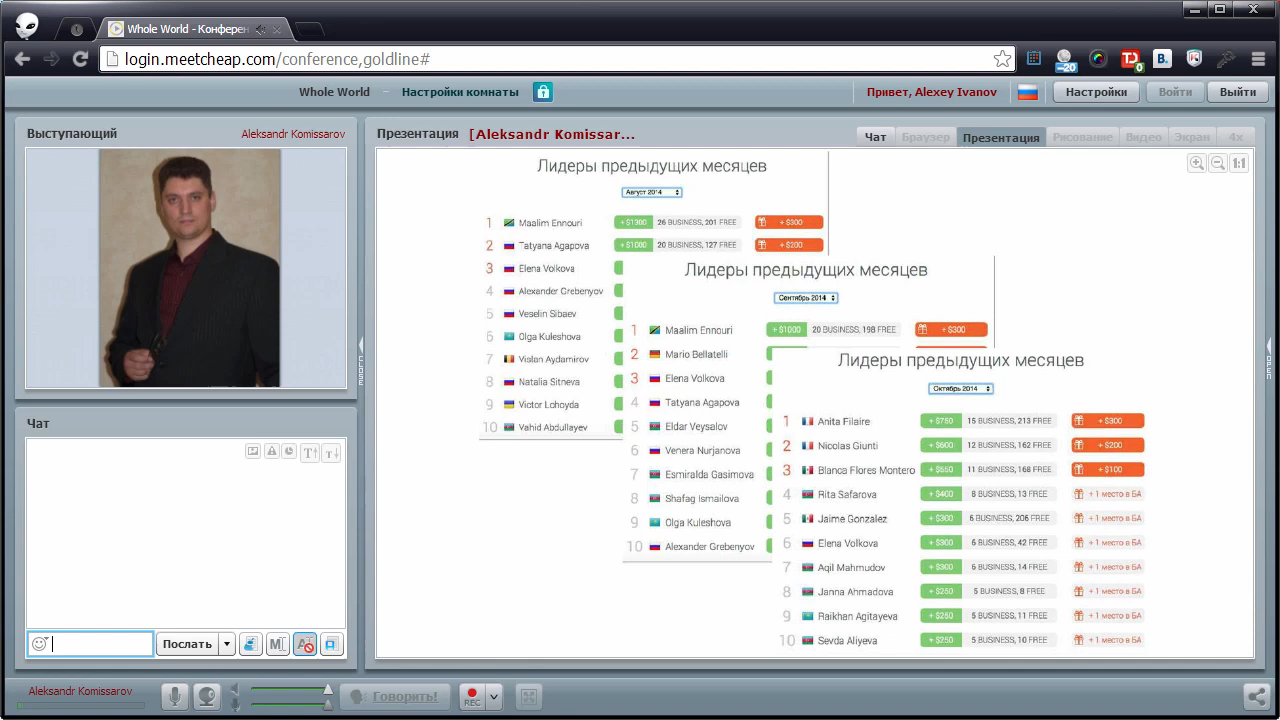 Whole World - Конферен
login.meetcheap.com/conference,goldline#
-20
0
B.
Whole World – Настройки комнаты
Привет, Alexey Ivanov
Настройки
Войти
Выйти
Выступающий
Aleksandr Komissarov
Презентация [Aleksandr Komissar...
Чат
Браузер
Презентация
Рисование
Видео
Экран
4x
1:1
CLOSE
OPEN
Лидеры предыдущих месяцев
Август 2014
1 Maalim Ennouri + $1300 26 BUSINESS, 201 FREE + $300
2 Tatyana Agapova + $1000 20 BUSINESS, 127 FREE + $200
3 Elena Volkova
4 Alexander Grebenyov
5 Veselin Sibaev
6 Olga Kuleshova
7 Vislan Aydamirov
8 Natalia Sitneva
9 Victor Lohoyda
10 Vahid Abdullayev
Лидеры предыдущих месяцев
Сентябрь 2014
1 Maalim Ennouri + $1000 20 BUSINESS, 198 FREE + $300
2 Mario Bellatelli
3 Elena Volkova
4 Tatyana Agapova
5 Eldar Veysalov
6 Venera Nurjanova
7 Esmiralda Gasimova
8 Shafag Ismailova
9 Olga Kuleshova
10 Alexander Grebenyov
Лидеры предыдущих месяцев
Октябрь 2014
1 Anita Filaire + $750 15 BUSINESS, 213 FREE + $300
2 Nicolas Giunti + $600 12 BUSINESS, 162 FREE + $200
3 Blanca Flores Montero + $550 11 BUSINESS, 168 FREE + $100
4 Rita Safarova + $400 8 BUSINESS, 13 FREE + 1 место в БА
5 Jaime Gonzalez + $300 6 BUSINESS, 206 FREE + 1 место в БА
6 Elena Volkova + $300 6 BUSINESS, 42 FREE + 1 место в БА
7 Aqil Mahmudov + $300 6 BUSINESS, 14 FREE + 1 место в БА
8 Janna Ahmadova + $250 5 BUSINESS, 8 FREE + 1 место в БА
9 Raikhan Agitayeva + $250 5 BUSINESS, 11 FREE + 1 место в БА
10 Sevda Aliyeva + $250 5 BUSINESS, 10 FREE + 1 место в БА
Чат
Послать
Aleksandr Komissarov
Говорить!
REC